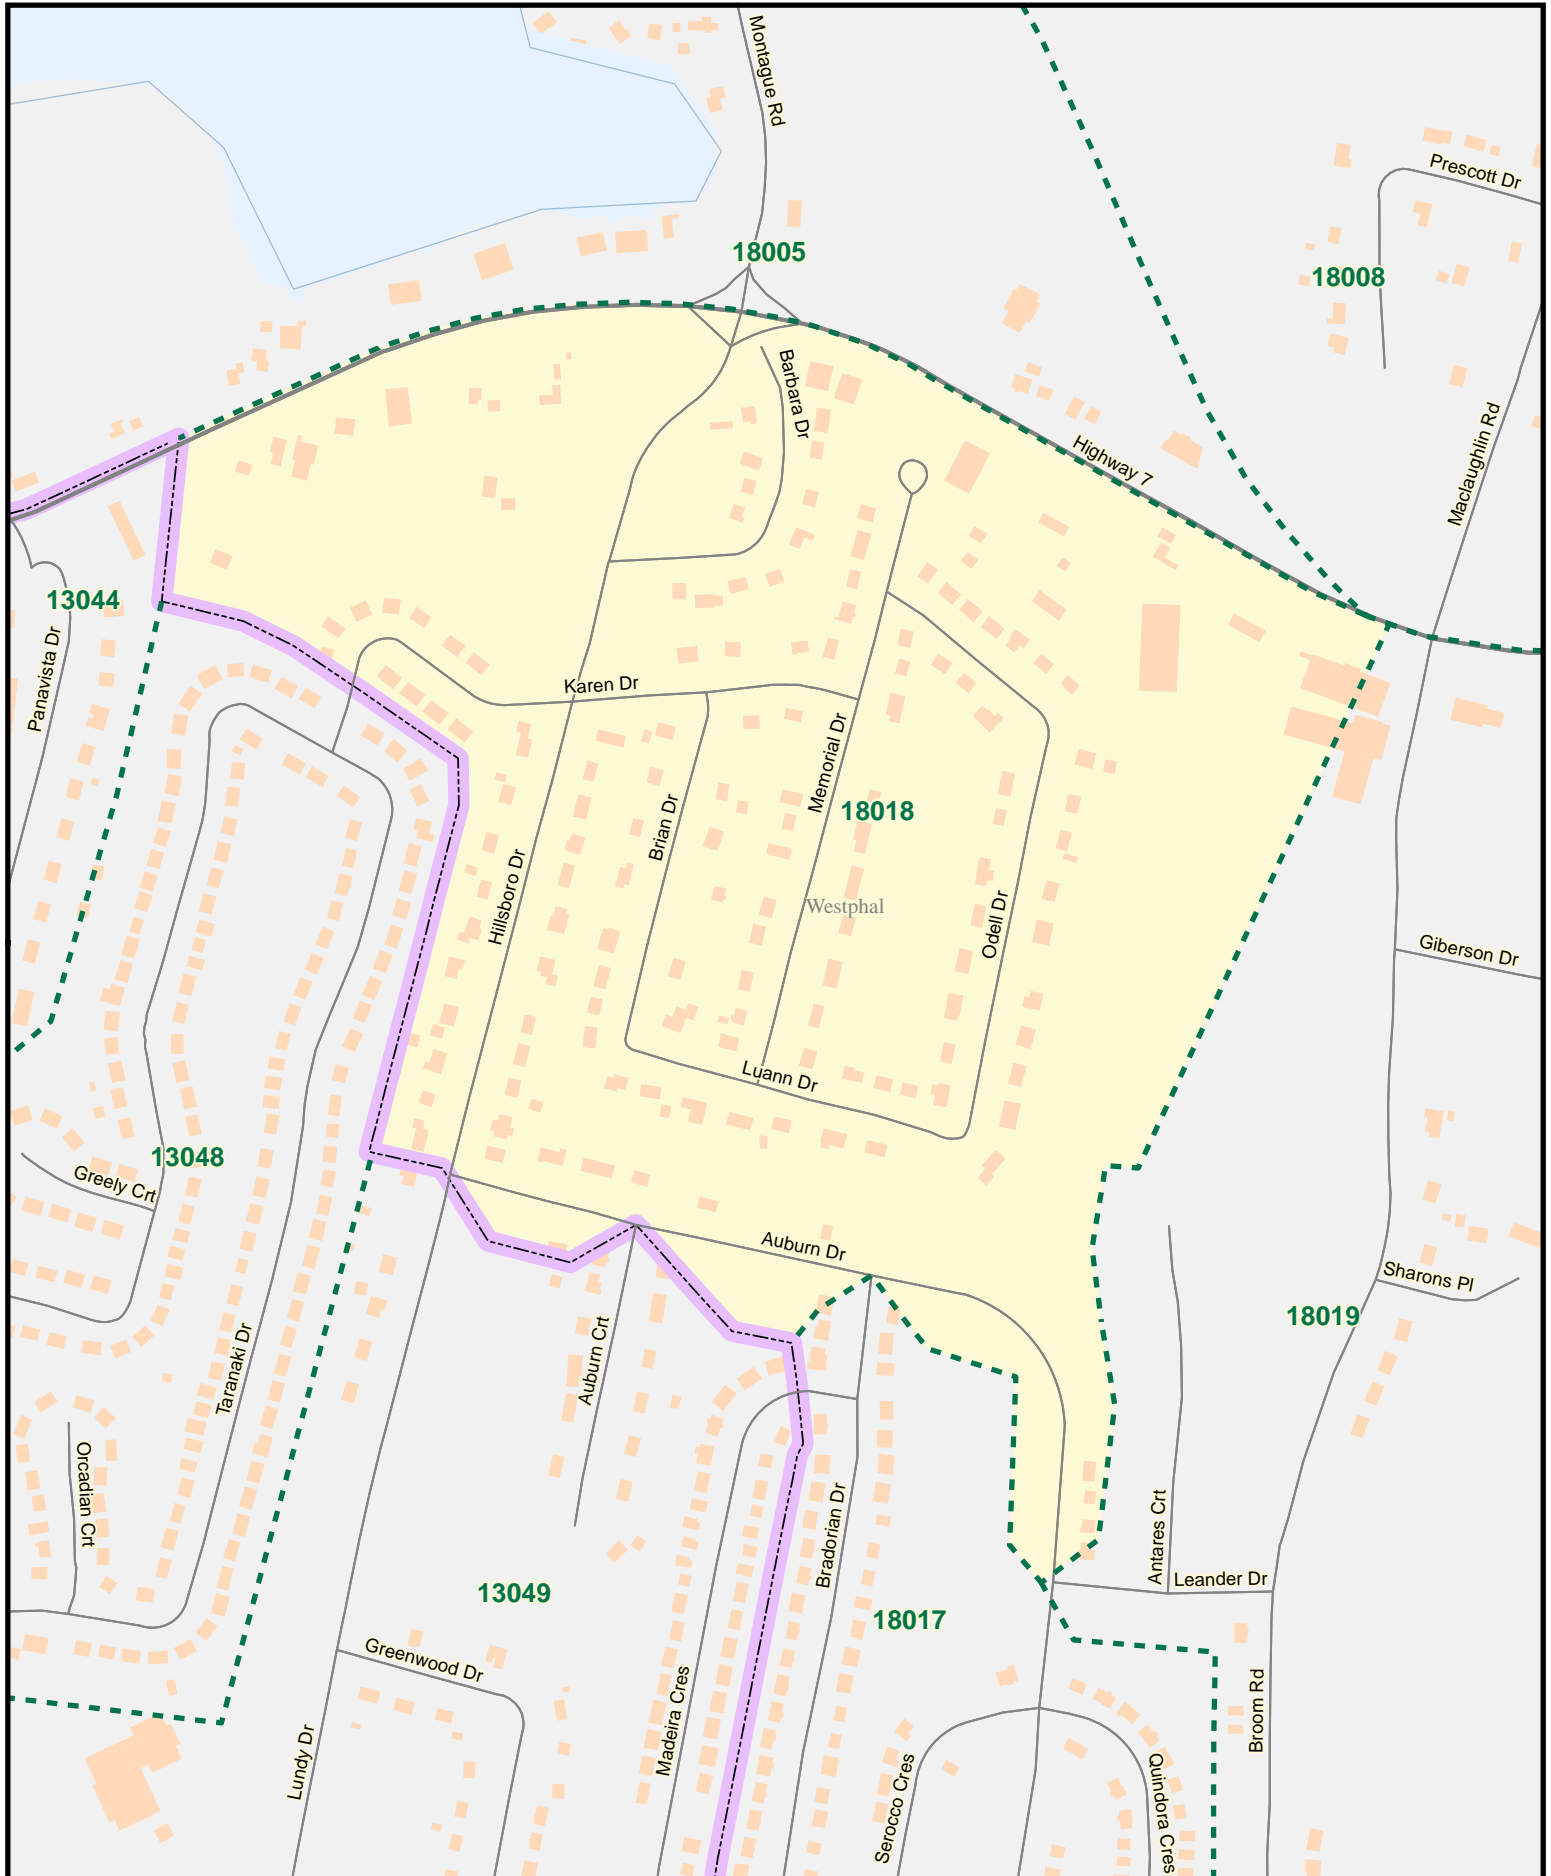 Montague Rd
Prescott Dr
18005
18008
Barbara Dr
Highway 7
Maclaughlin Rd
13044
Panavista Dr
Karen Dr
Memorial Dr
18018
Brian Dr
Hillsboro Dr
Westphal
Odell Dr
Giberson Dr
Luann Dr
13048
Greely Crt
Auburn Dr
Sharons Pl
18019
Taranaki Dr
Auburn Crt
Orcadian Crt
Bradorian Dr
Antares Crt
Leander Dr
13049
18017
Greenwood Dr
Madeira Cres
Broom Rd
Lundy Dr
Serocco Cres
Quindora Cres